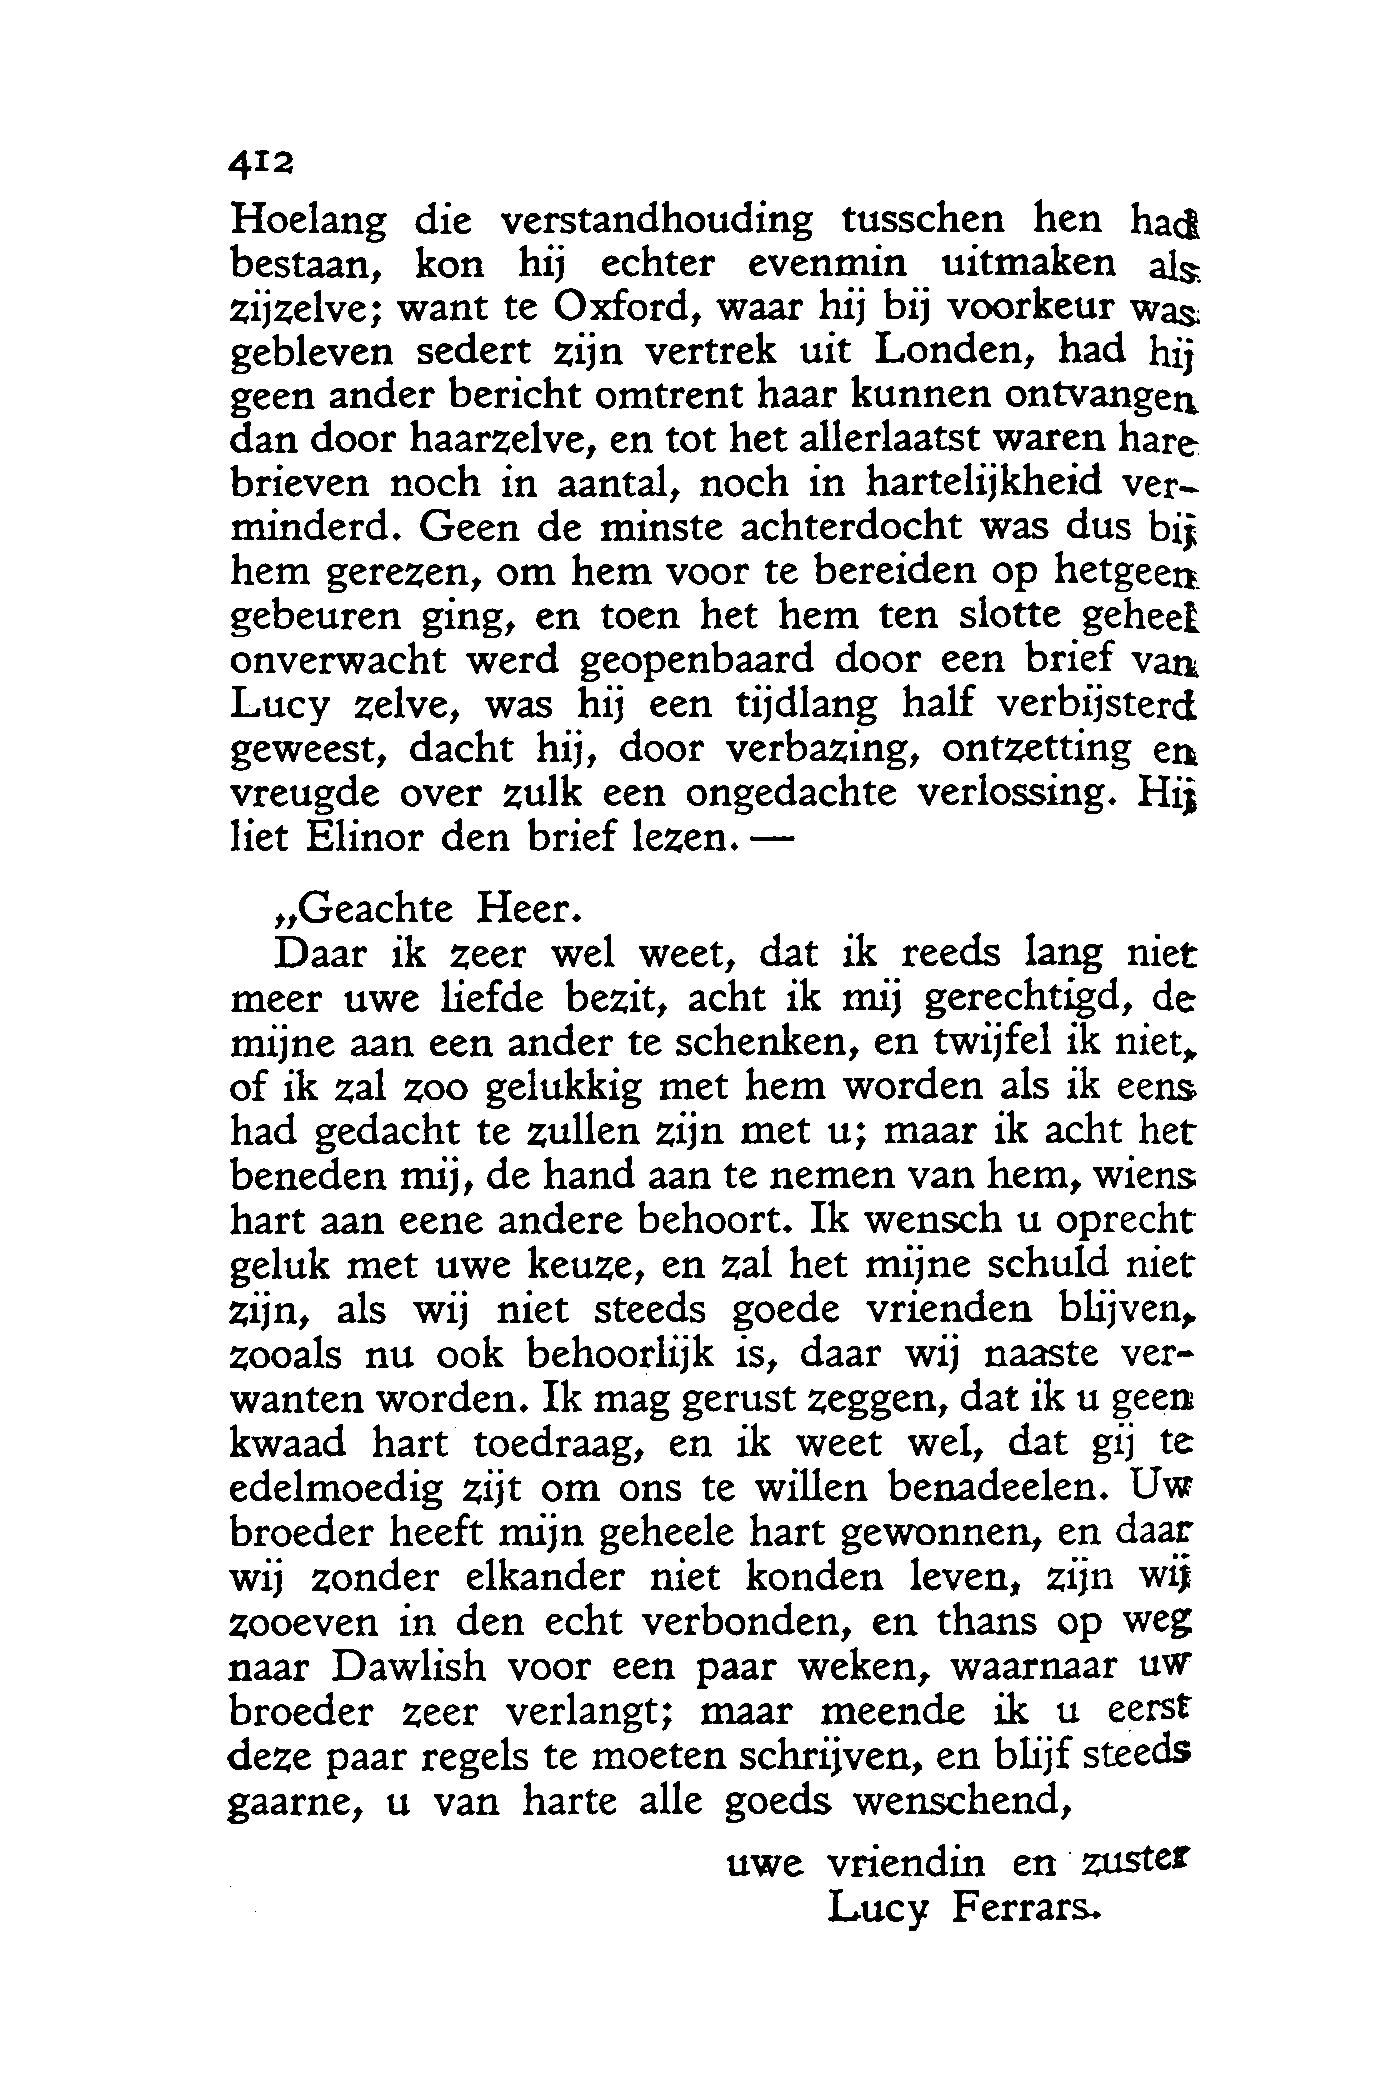 412
Hoelang die verstandhouding tusschen hen had
bestaan, kon hij echter evenmin uitmaken als
zijzelve; want te Oxford, waar hij bij voorkeur was
gebleven sedert zijn vertrek uit Londen, had hij
geen ander bericht omtrent haar kunnen ontvangen
dan door haarzelve, en tot het allerlaatst waren hare
brieven noch in aantal, noch in hartelijkheid ver-
minderd. Geen de minste achterdocht was dus bij
hem gerezen, om hem voor te bereiden op hetgeen
gebeuren ging, en toen het hem ten slotte geheel
onverwacht werd geopenbaard door een brief van
Lucy zelve, was hij een tijdlang half verbijsterd
geweest, dacht hij, door verbazing, ontzetting en
vreugde over zulk een ongedachte verlossing. Hij
liet Elinor den brief lezen. —
„Geachte Heer.
Daar ik zeer wel weet, dat ik reeds lang niet
meer uwe liefde bezit, acht ik mij gerechtigd, de
mijne aan een ander te schenken, en twijfel ik niet,
of ik zal zoo gelukkig met hem worden als ik eens
had gedacht te zullen zijn met u; maar ik acht het
beneden mij, de hand aan te nemen van hem, wiens
hart aan eene andere behoort. Ik wensch u oprecht
geluk met uwe keuze, en zal het mijne schuld niet
zijn, als wij niet steeds goede vrienden blijven,
zooals nu ook behoorlijk is, daar wij naaste ver-
wanten worden. Ik mag gerust zeggen, dat ik u geen
kwaad hart toedraag, en ik weet wel, dat gij te
edelmoedig zijt om ons te willen benadeelen. Uw
broeder heeft mijn geheele hart gewonnen, en daar
wij zonder elkander niet konden leven, zijn wij
zooeven in den echt verbonden, en thans op weg
naar Dawlish voor een paar weken, waarnaar uw
broeder zeer verlangt; maar meende ik u eerst
deze paar regels te moeten schrijven, en blijf steeds
gaarne, u van harte alle goeds wenschend,
uwe vriendin en zuster
Lucy Ferrars.